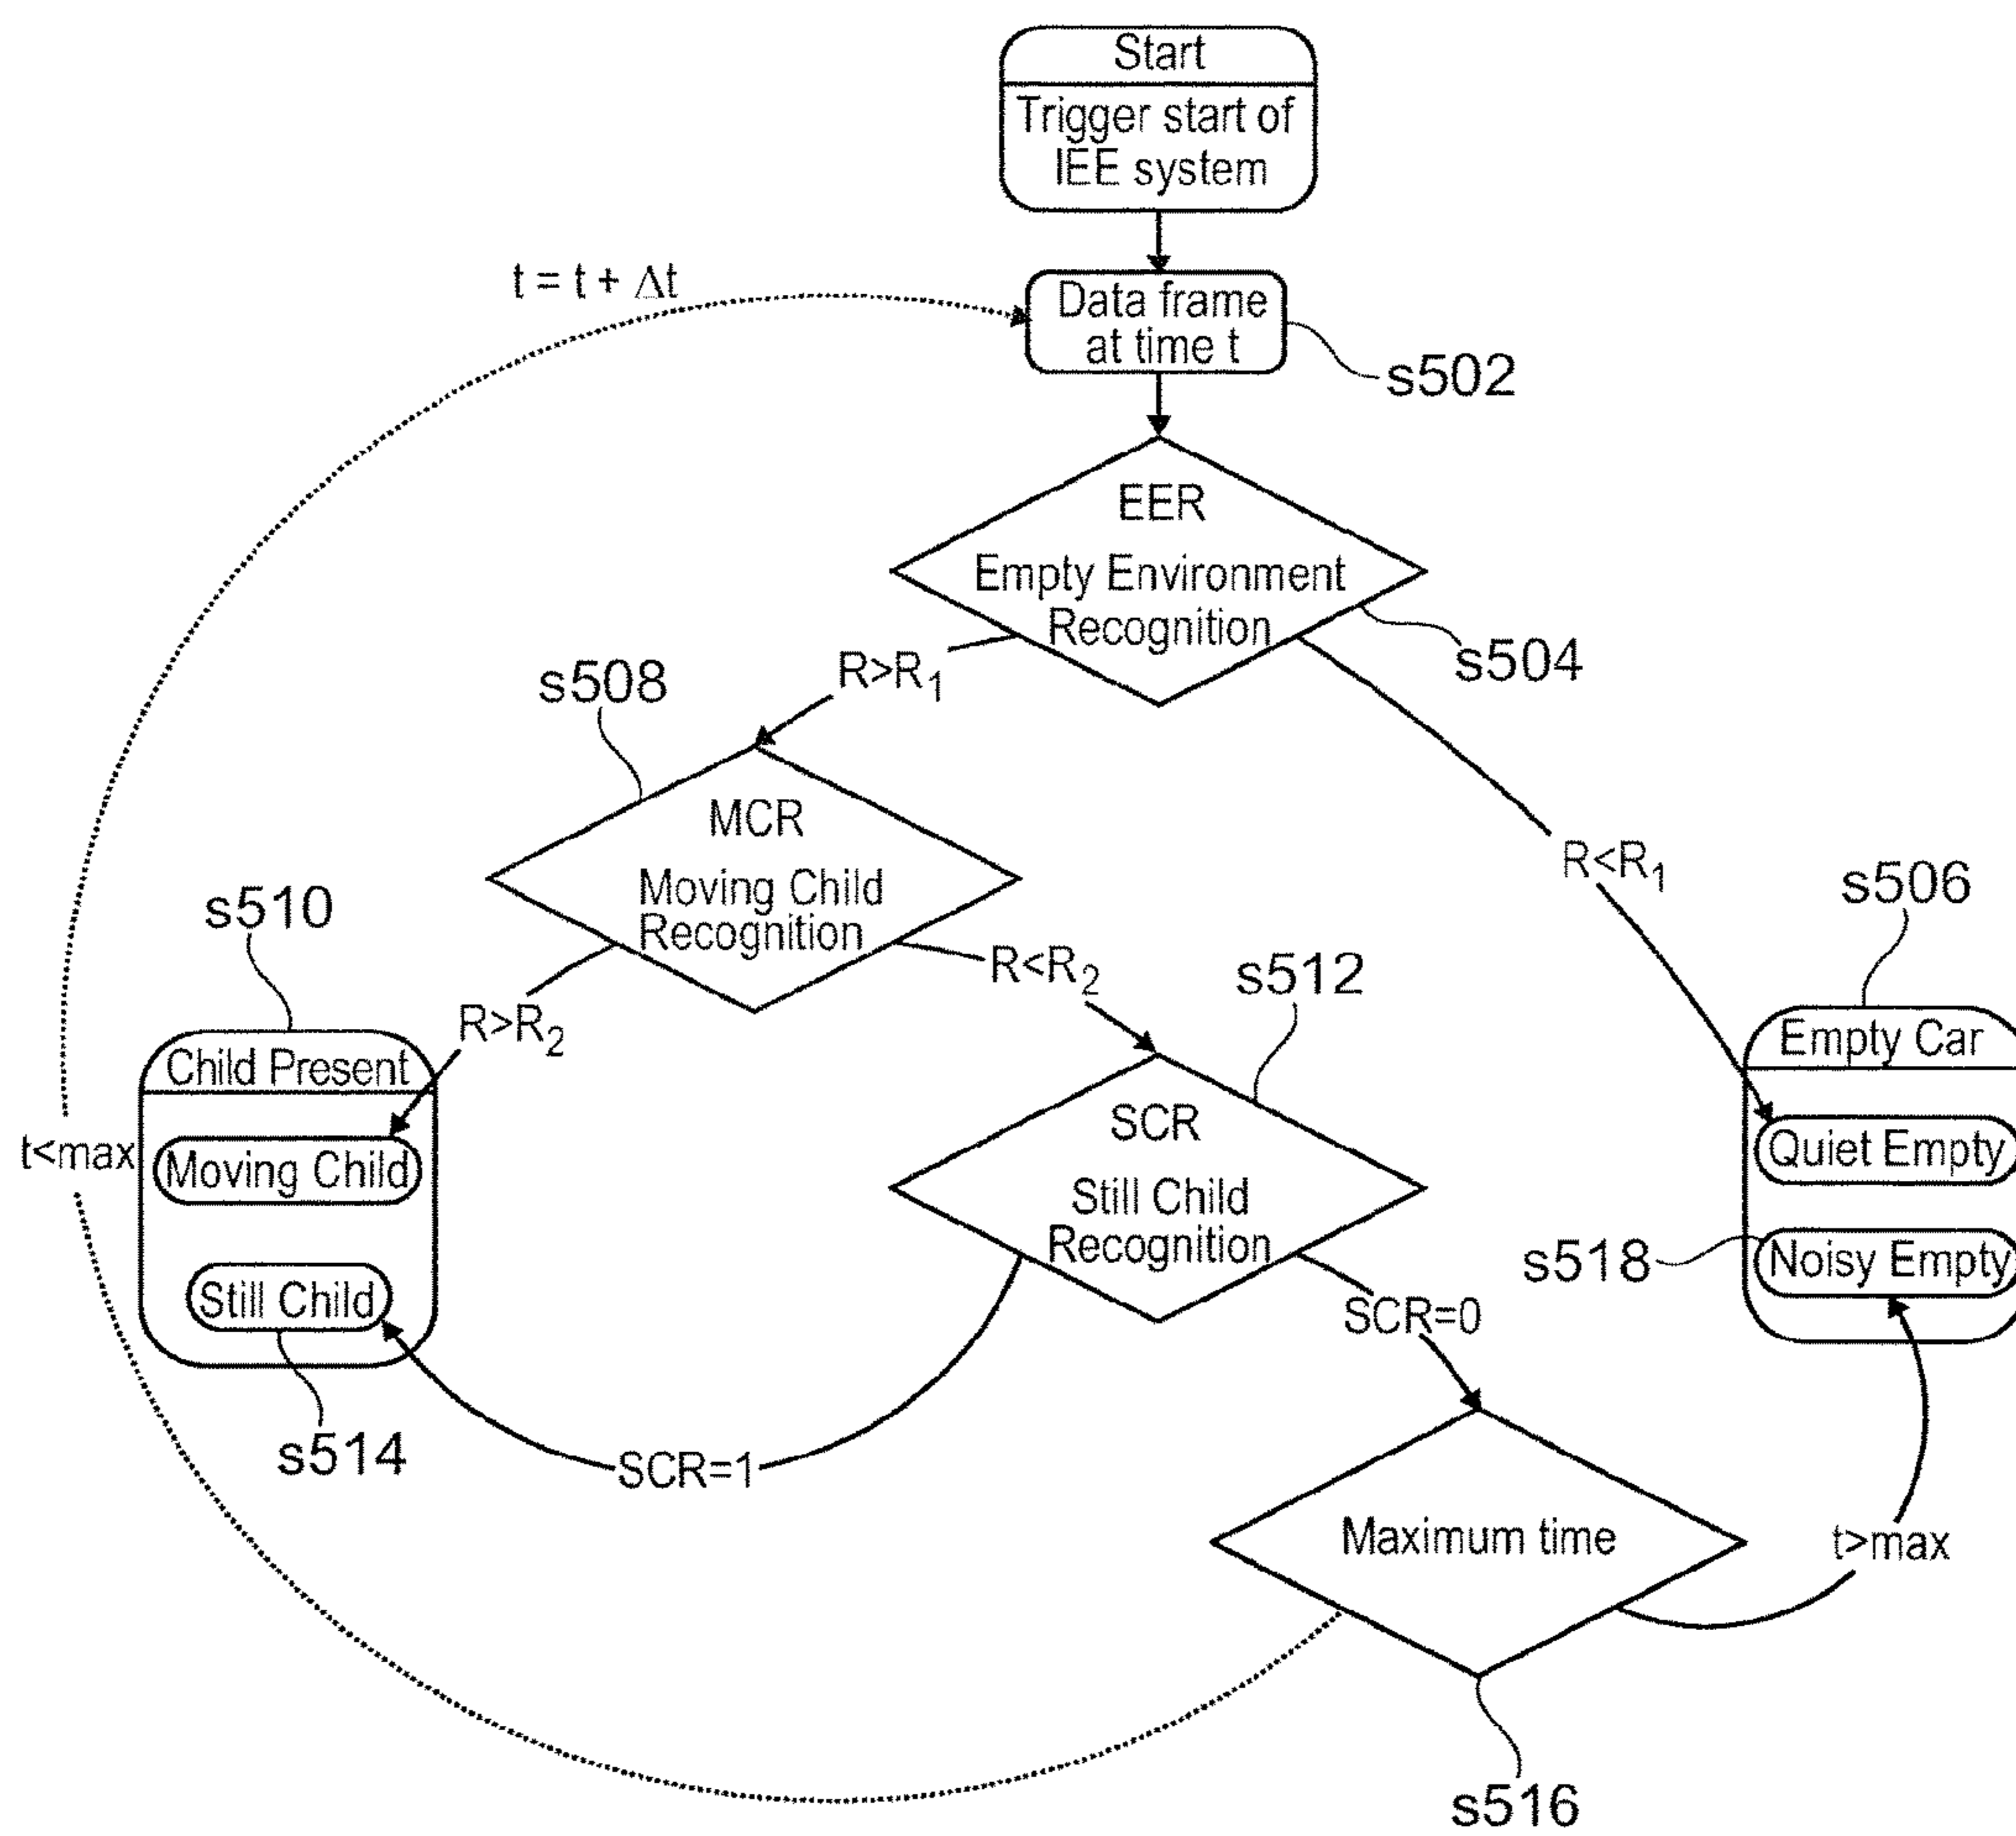 Start
Trigger start of
IEE system
t = t + Δt
Data frame
at time t
s502
EER
Empty Environment
Recognition
s504
R>R1
s508
MCR
Moving Child
Recognition
R<R1
s506
s510
R<R2
s512
R>R2
Empty Car
Child Present
SCR
Still Child
Recognition
t<max
Moving Child
Quiet Empty
s518
Noisy Empty
Still Child
SCR=0
s514
SCR=1
Maximum time
t>max
s516